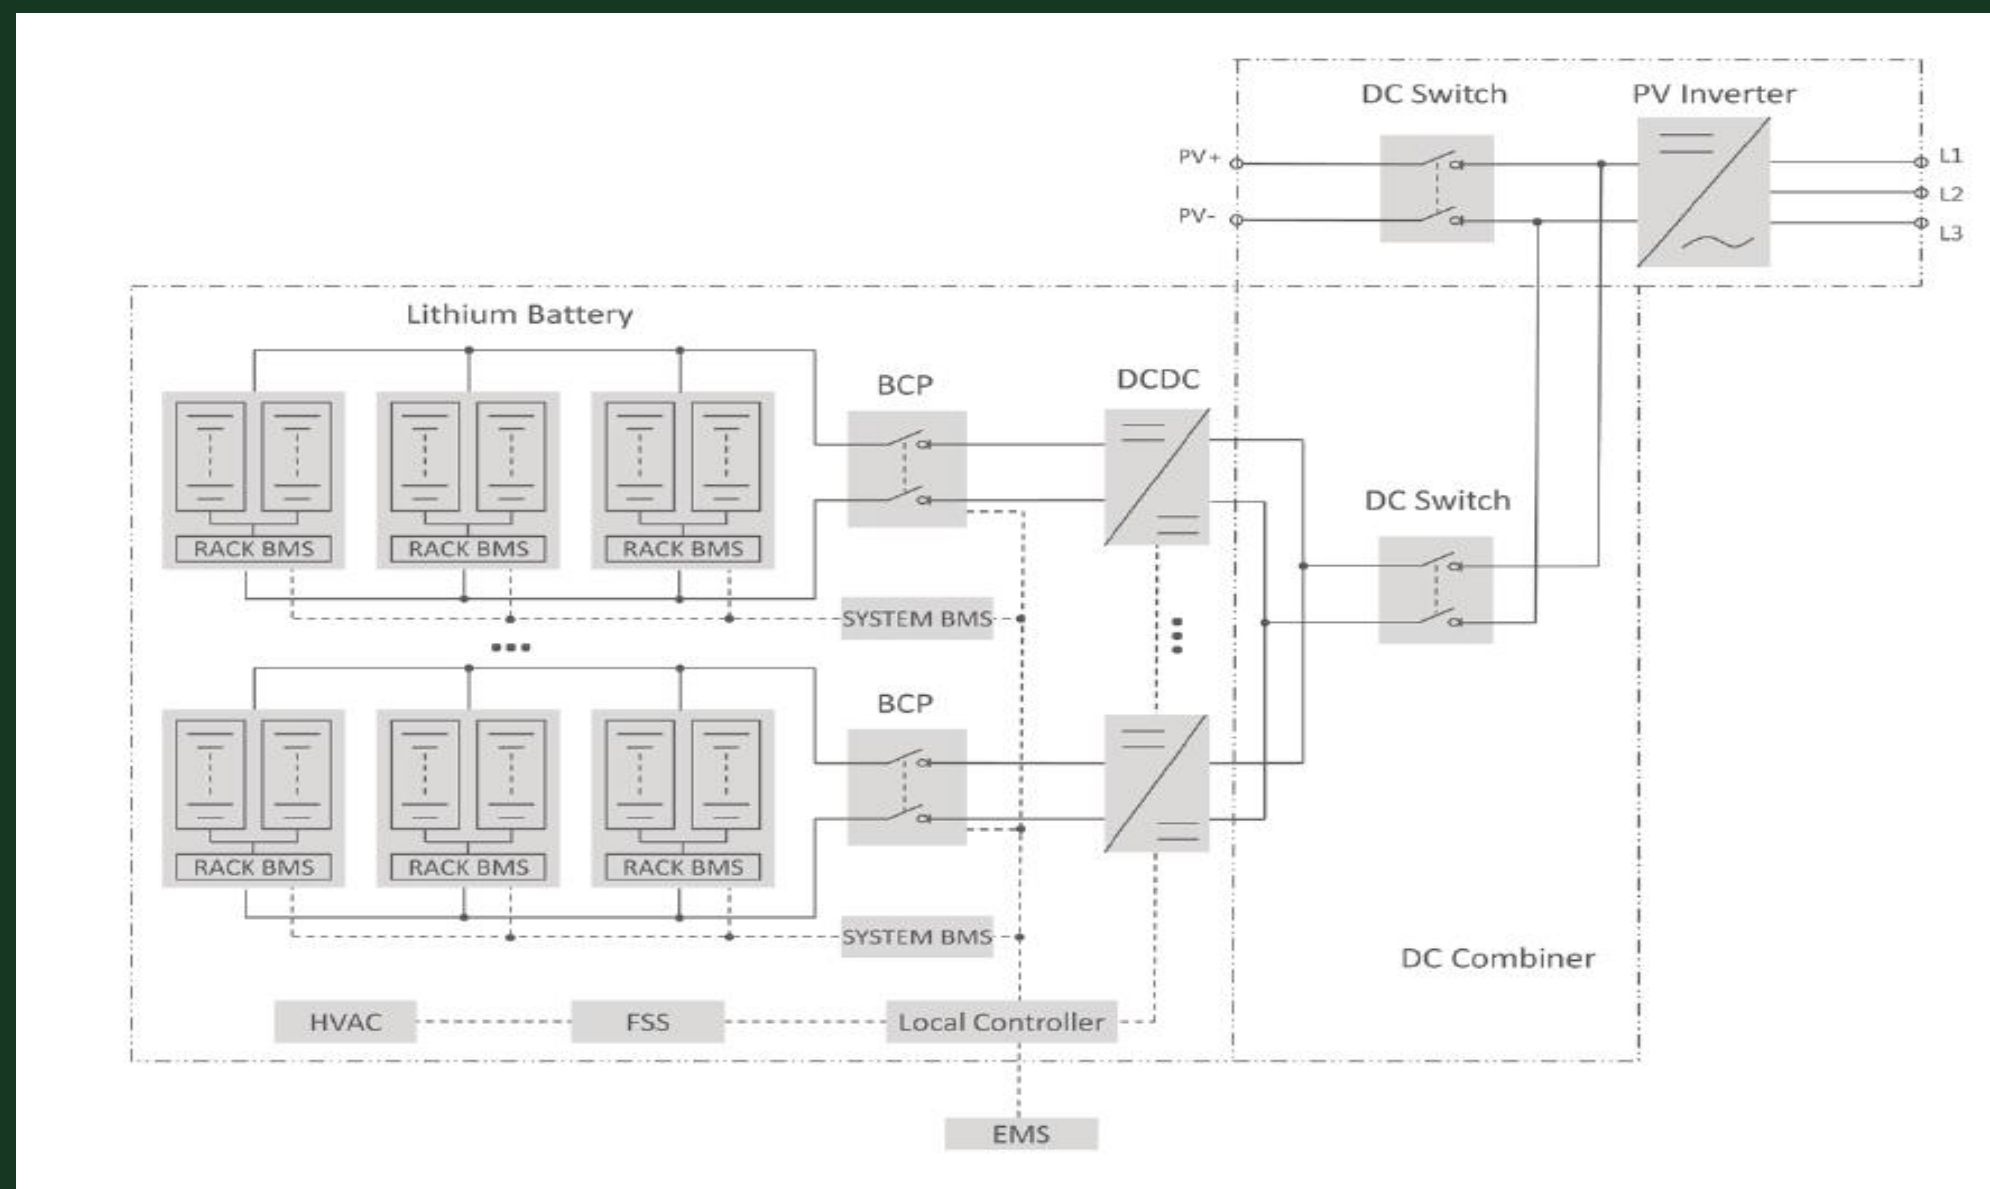 DC Switch
PV Inverter
PV+
L1
L2
PV-
L3
Lithium Battery
BCP
DCDC
DC Switch
RACK BMS
RACK BMS
RACK BMS
SYSTEM BMS
BCP
RACK BMS
RACK BMS
RACK BMS
SYSTEM BMS
DC Combiner
HVAC
FSS
Local Controller
EMS